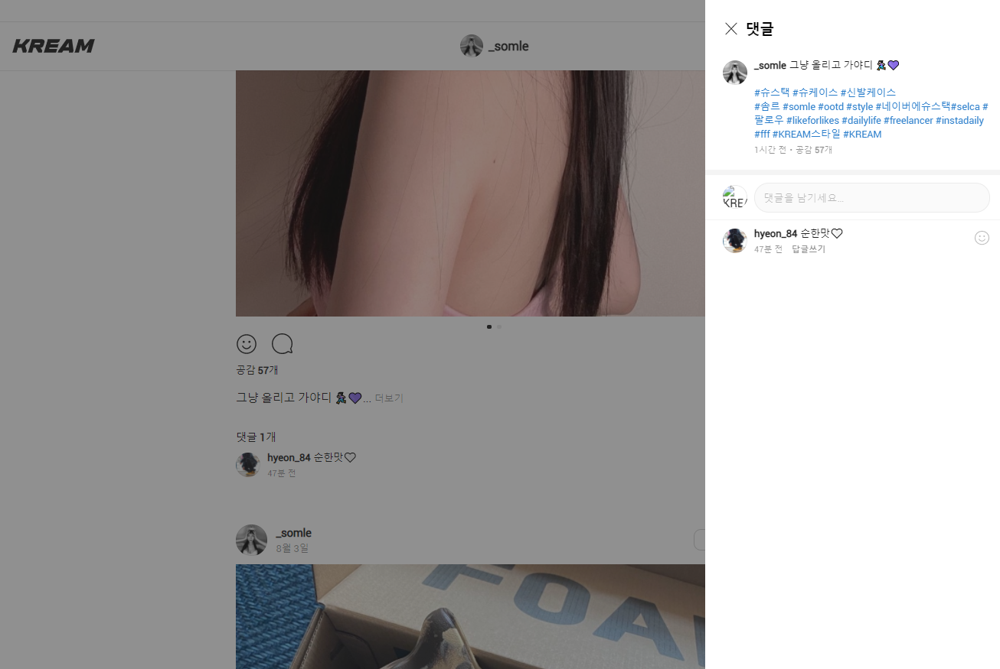 KREAM
_somle
공감 57개
그냥 올리고 가야디 🧟‍♂️💜... 더보기
댓글 1개
hyeon_84 순한맛♡
47분 전
_somle
8월 3일
댓글
_somle 그냥 올리고 가야디 🧟‍♂️💜
#슈스택 #슈케이스 #신발케이스
#솜르 #somle #ootd #style #네이버에슈스택#selca #
팔로우 #likeforlikes #dailylife #freelancer #instadaily
#fff #KREAM스타일 #KREAM
1시간 전 • 공감 57개
댓글을 남기세요...
hyeon_84 순한맛♡
47분 전 답글쓰기